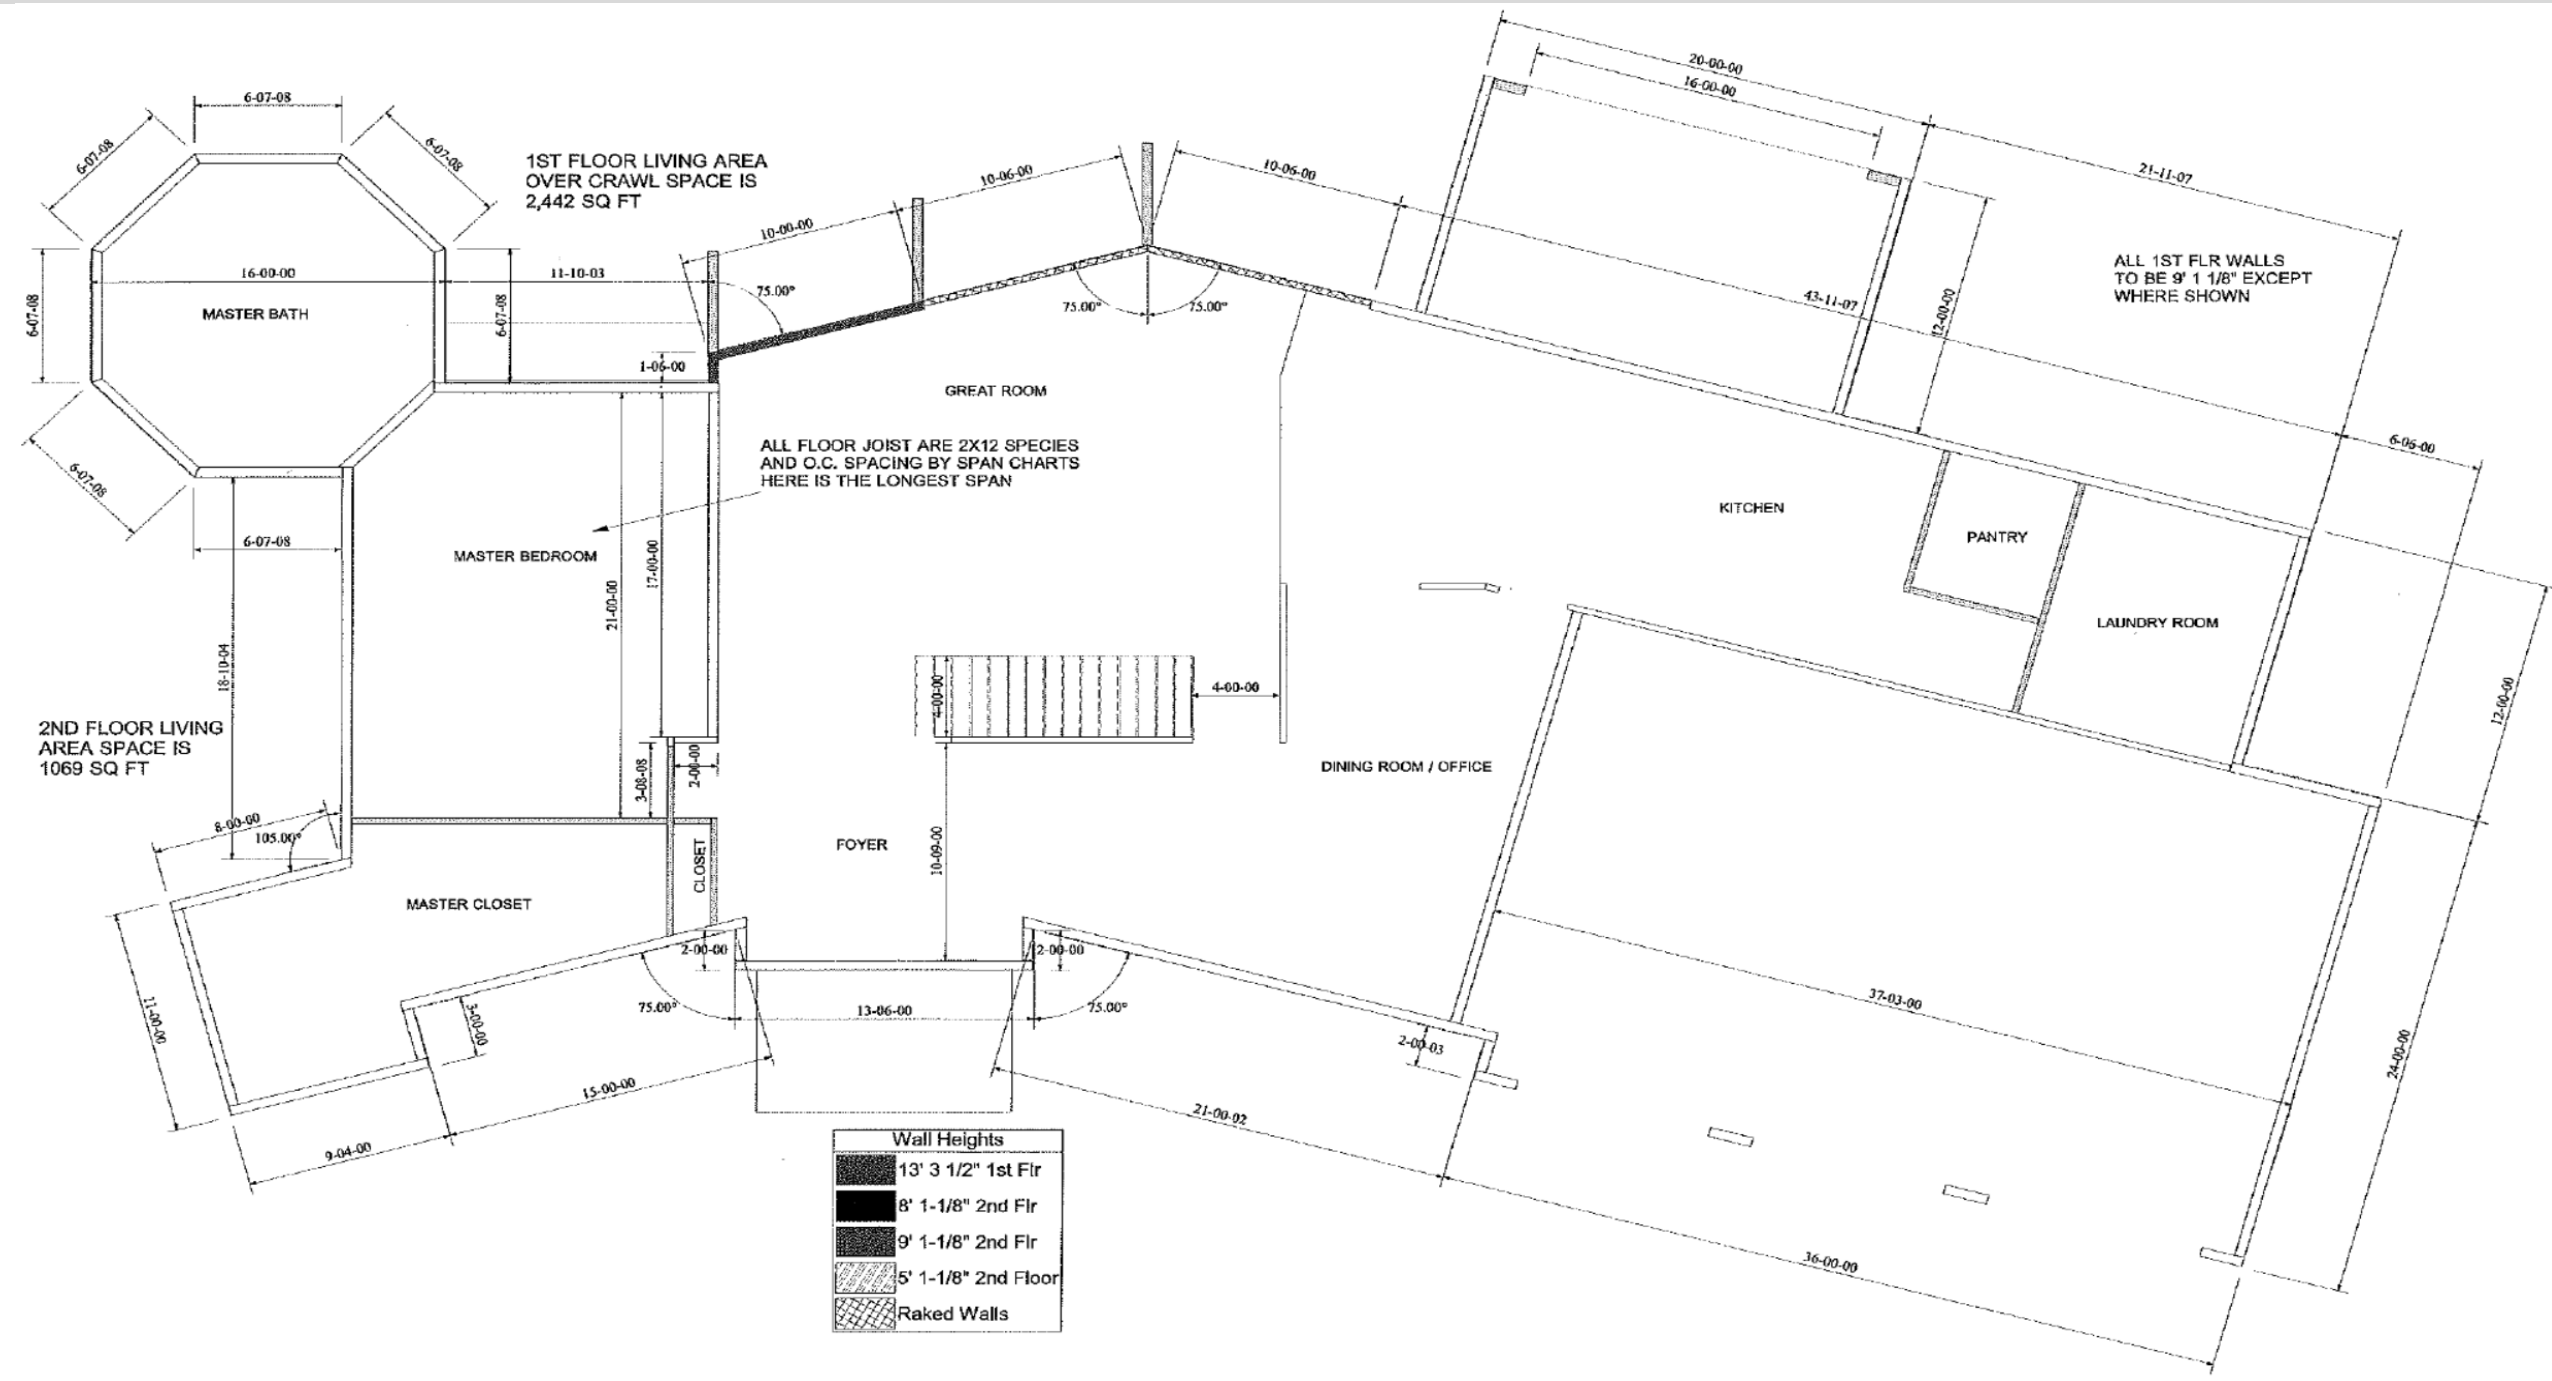 20-00-00
16-00-00
6-07-08
6-07-08
6-07-08
1ST FLOOR LIVING AREA
OVER CRAWL SPACE IS
2,442 SQ FT
10-06-00
10-06-00
21-11-07
10-00-00
ALL 1ST FLR WALLS
TO BE 9' 1 1/8" EXCEPT
WHERE SHOWN
16-00-00
11-10-03
75.00°
75.00°
75.00°
43-11-07
12-00-00
6-07-08
MASTER BATH
6-07-08
1-06-00
GREAT ROOM
6-06-00
ALL FLOOR JOIST ARE 2X12 SPECIES
AND O.C. SPACING BY SPAN CHARTS
HERE IS THE LONGEST SPAN
6-07-08
KITCHEN
PANTRY
6-07-08
MASTER BEDROOM
17-00-00
21-00-00
LAUNDRY ROOM
18-10-04
4-00-00
4-00-00
12-00-00
2ND FLOOR LIVING
AREA SPACE IS
1069 SQ FT
3-08-08
2-00-00
DINING ROOM / OFFICE
8-00-00
105.00°
CLOSET
FOYER
10-09-00
MASTER CLOSET
2-00-00
2-00-00
11-00-00
3-00-00
75.00°
13-06-00
75.00°
37-03-00
2-00-03
24-00-00
15-00-00
21-00-02
9-04-00
36-00-00
Wall Heights
13' 3 1/2" 1st Flr
8' 1-1/8" 2nd Flr
9' 1-1/8" 2nd Flr
5' 1-1/8" 2nd Floor
Raked Walls